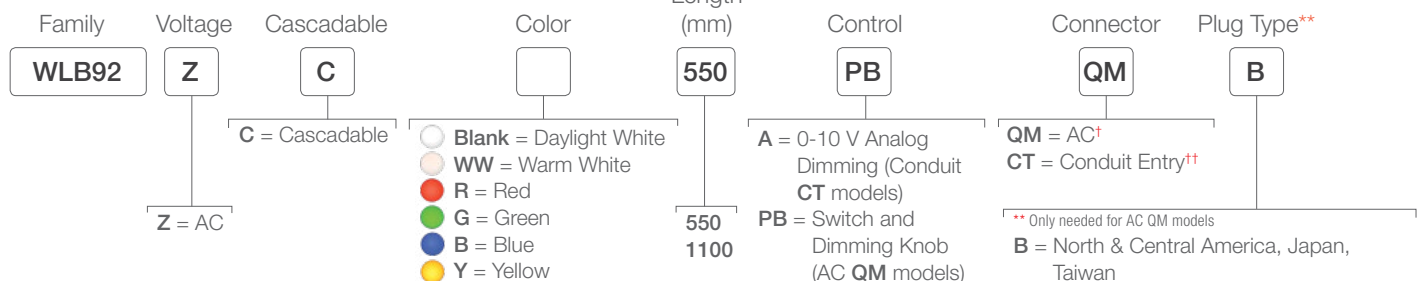 Length
Family Voltage Cascadable Color (mm) Control Connector Plug Type**
WLB92 Z C 550 PB QM B
C = Cascadable
Z = AC
Blank = Daylight White
WW = Warm White
R = Red
G = Green
B = Blue
Y = Yellow
550
1100
A = 0-10 V Analog
Dimming (Conduit
CT models)
PB = Switch and
Dimming Knob
(AC QM models)
QM = AC†
CT = Conduit Entry††
** Only needed for AC QM models
B = North & Central America, Japan,
Taiwan